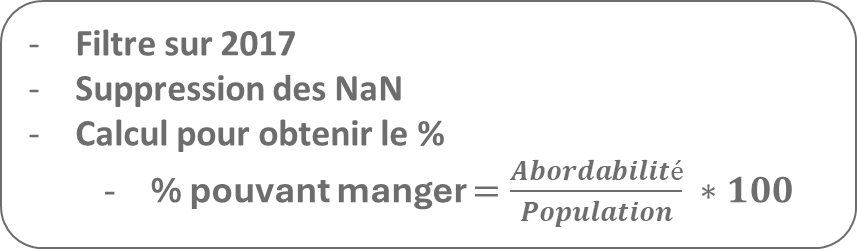 - Filtre sur 2017
- Suppression des NaN
- Calcul pour obtenir le %
- % pouvant manger = Abordabilité / Population * 100